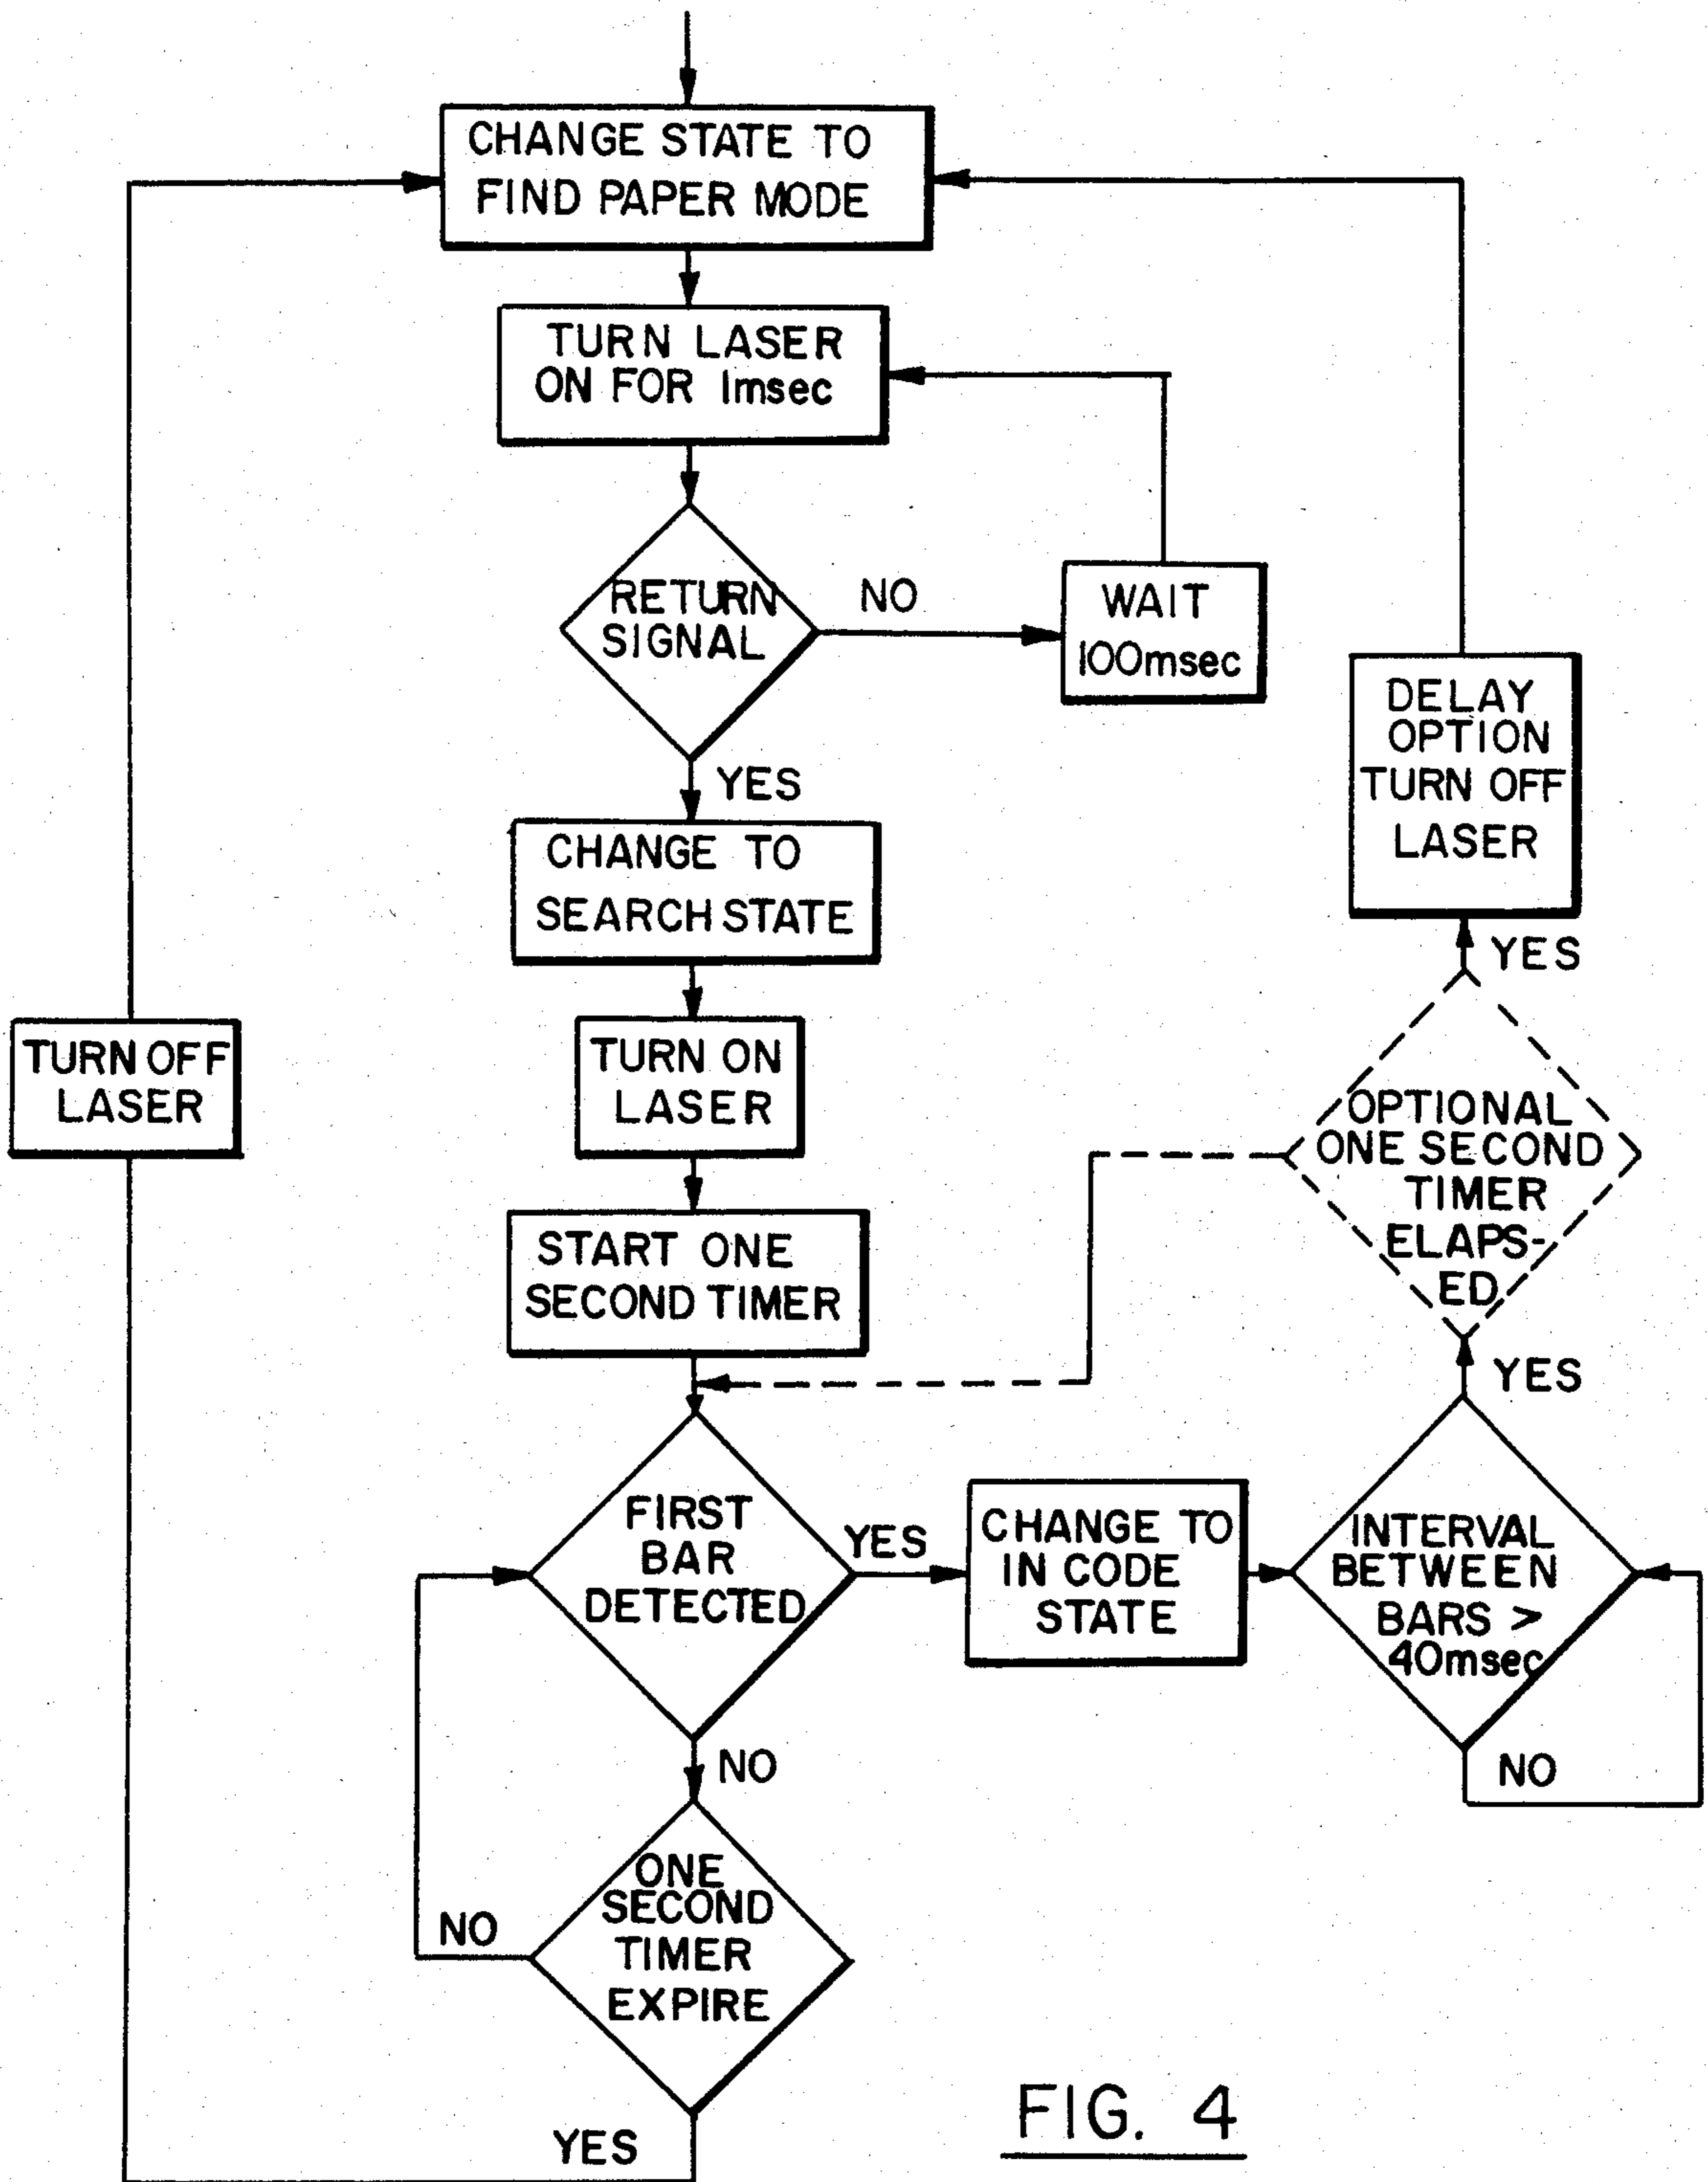 CHANGE STATE TO
FIND PAPER MODE
TURN LASER
ON FOR 1msec
RETURN
SIGNAL
NO
WAIT
100msec
YES
CHANGE TO
SEARCH STATE
TURN ON
LASER
START ONE
SECOND TIMER
FIRST
BAR
DETECTED
YES
CHANGE TO
IN CODE
STATE
INTERVAL
BETWEEN
BARS >
40msec
NO
YES
OPTIONAL
ONE SECOND
TIMER
ELAPS-
ED
YES
DELAY
OPTION
TURN OFF
LASER
NO
ONE
SECOND
TIMER
EXPIRE
NO
YES
TURN OFF
LASER
FIG. 4